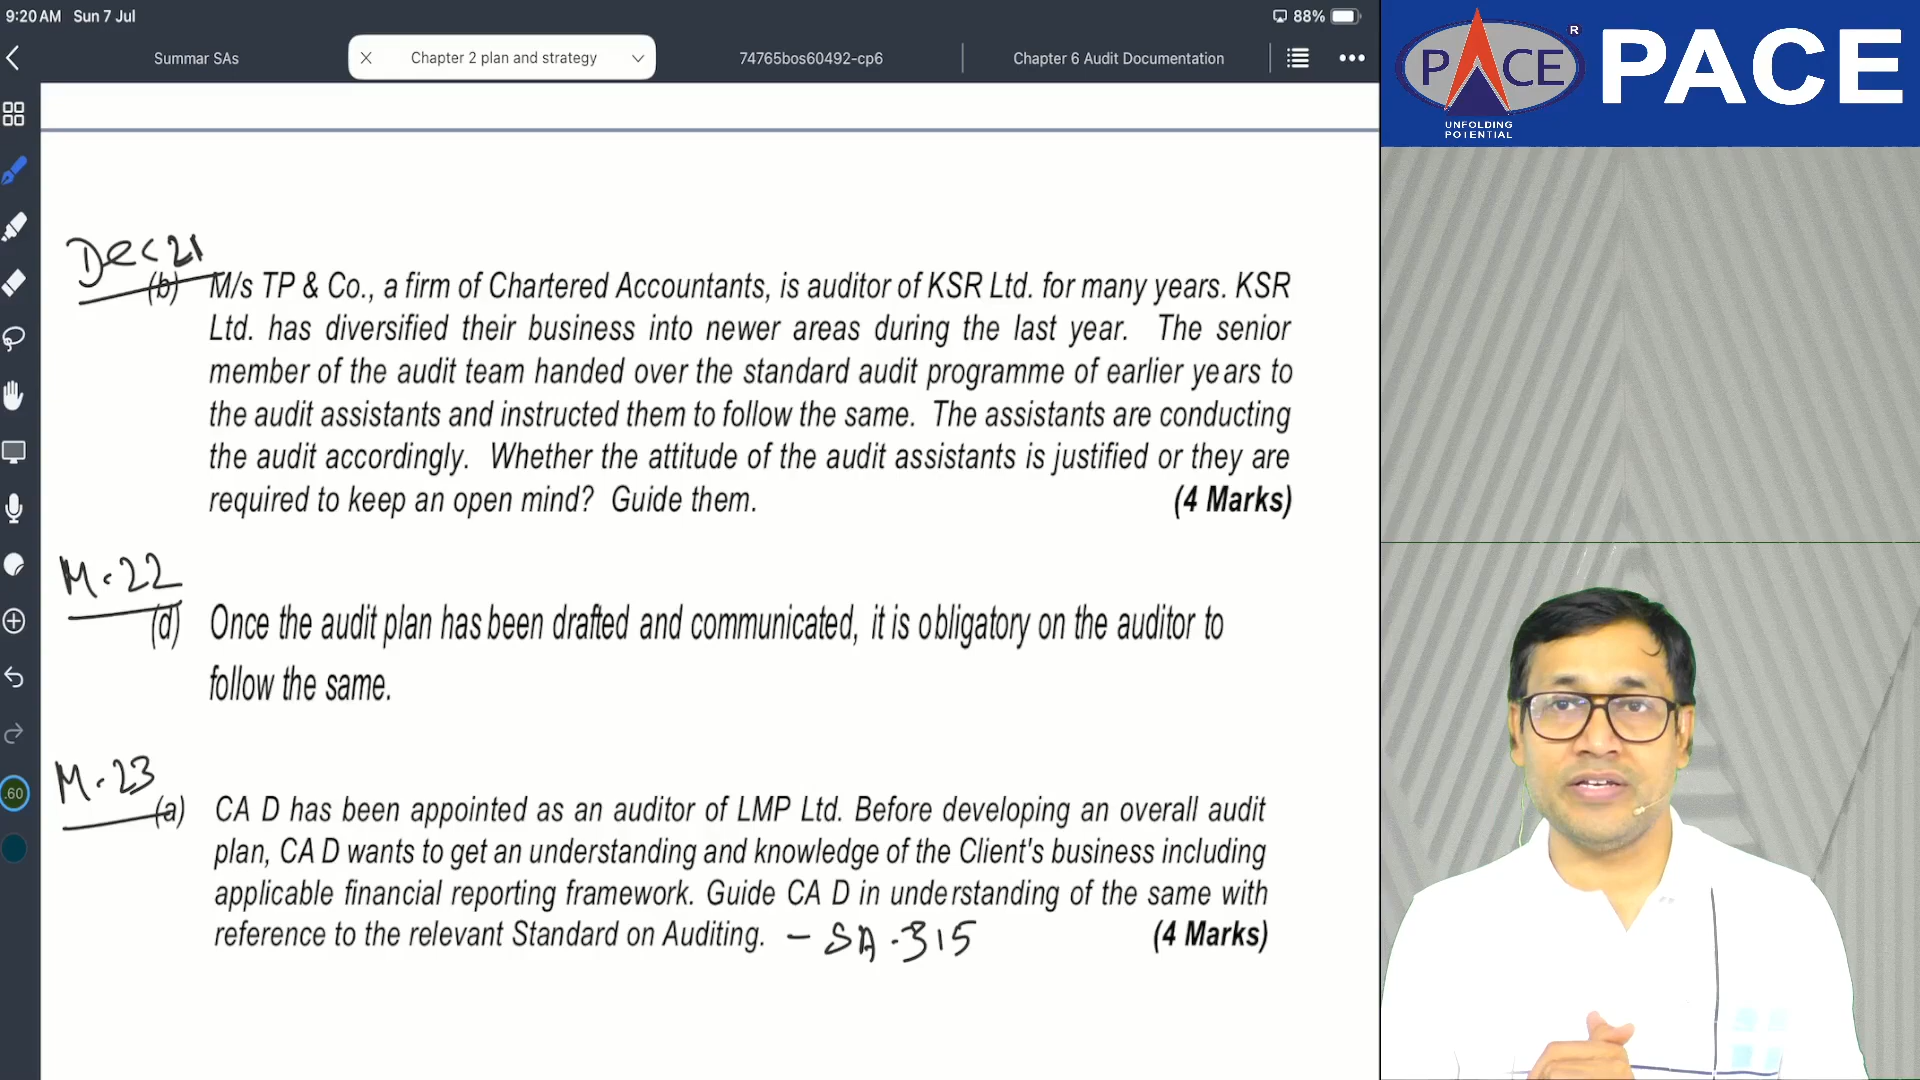 9:20 AM Sun 7 Jul
88%
Summar SAs
Chapter 2 plan and strategy
74765bos60492-cp6
Chapter 6 Audit Documentation
PACE
®
UNFOLDING
POTENTIAL
PACE
Dec 21
(b) M/s TP & Co., a firm of Chartered Accountants, is auditor of KSR Ltd. for many years. KSR
Ltd. has diversified their business into newer areas during the last year. The senior
member of the audit team handed over the standard audit programme of earlier years to
the audit assistants and instructed them to follow the same. The assistants are conducting
the audit accordingly. Whether the attitude of the audit assistants is justified or they are
required to keep an open mind? Guide them. (4 Marks)
M.22
(d) Once the audit plan has been drafted and communicated, it is obligatory on the auditor to
follow the same.
M.23
(a) CA D has been appointed as an auditor of LMP Ltd. Before developing an overall audit
plan, CA D wants to get an understanding and knowledge of the Client's business including
applicable financial reporting framework. Guide CA D in understanding of the same with
reference to the relevant Standard on Auditing. – SA.315 (4 Marks)
.60